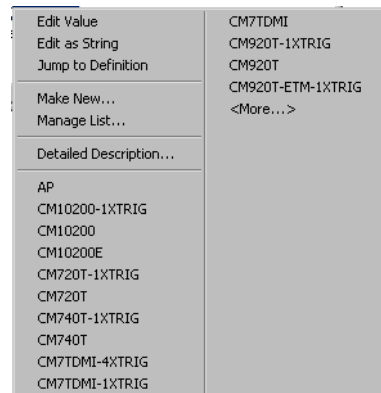 Edit Value
Edit as String
Jump to Definition
Make New...
Manage List...
Detailed Description...
AP
CM10200-1XTRIG
CM10200
CM10200E
CM720T-1XTRIG
CM720T
CM740T-1XTRIG
CM740T
CM7TDMI-4XTRIG
CM7TDMI-1XTRIG
CM7TDMI
CM920T-1XTRIG
CM920T
CM920T-ETM-1XTRIG
<More...>